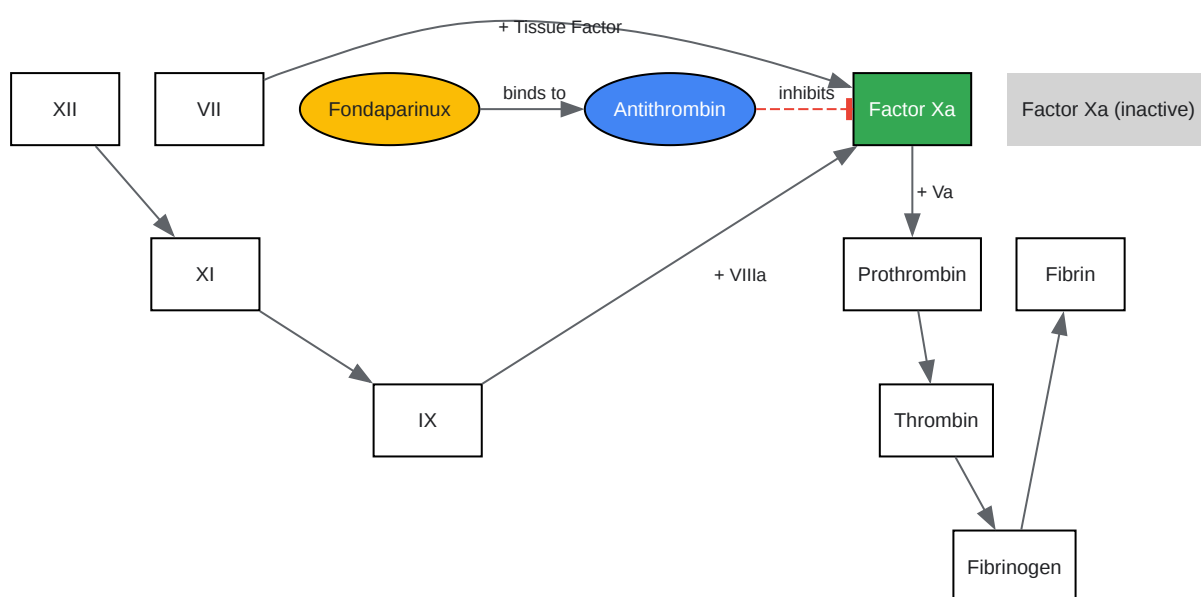 + Tissue Factor
XII
VII
Fondaparinux
binds to
Antithrombin
inhibits
Factor Xa
Factor Xa (inactive)
+ Va
XI
+ VIIIa
Prothrombin
Fibrin
IX
Thrombin
Fibrinogen